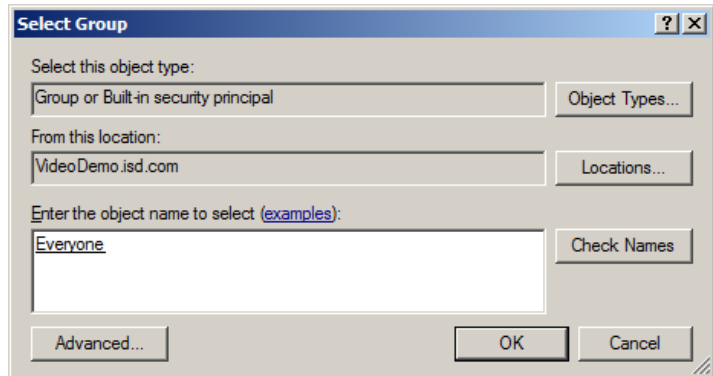 Select Group
Select this object type:
Group or Built-in security principal
Object Types...
From this location:
VideoDemo.isd.com
Locations...
Enter the object name to select (examples):
Everyone
Check Names
Advanced...
OK
Cancel